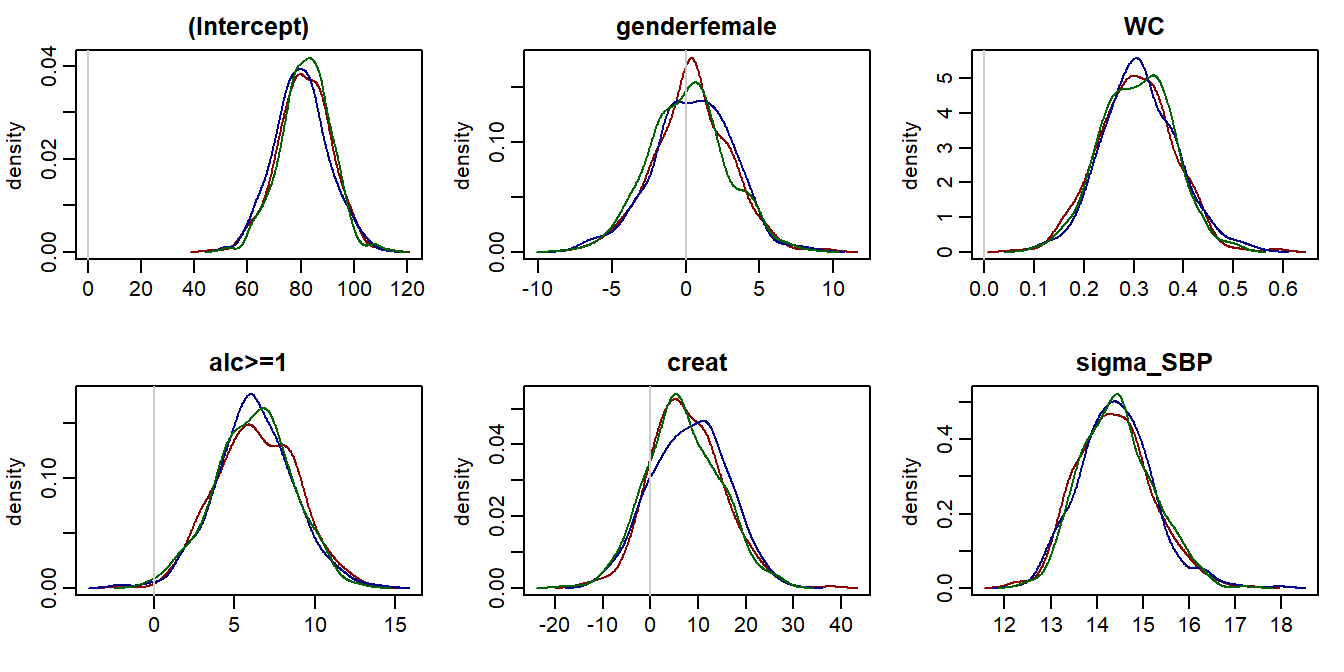 (Intercept)
density
0.00 0.02 0.04
0 20 40 60 80 100 120
genderfemale
density
0.00 0.10
-10 -5 0 5 10
WC
density
0 1 2 3 4 5
0.0 0.1 0.2 0.3 0.4 0.5 0.6
alc>=1
density
0.00 0.10
0 5 10 15
creat
density
0.00 0.02 0.04
-20 -10 0 10 20 30 40
sigma_SBP
density
0.0 0.2 0.4
12 13 14 15 16 17 18